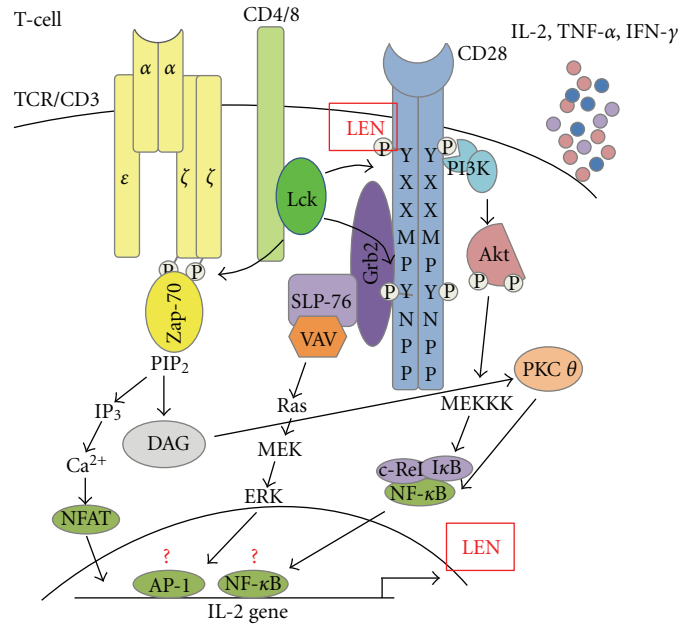 T-cell
CD4/8
IL-2, TNF-α, IFN-γ
CD28
α α
TCR/CD3
LEN
P
P
PI3K
ε
ζ ζ
Lck
Y X X M P Y N P P
Y X X M P Y N P P
Grb2
Akt
P P
P P
Zap-70
SLP-76
P
P
VAV
PIP2
PKC θ
IP3
Ras
MEKKK
DAG
MEK
Ca2+
c-Rel
IκB
NF-κB
ERK
NFAT
LEN
? ?
AP-1
NF-κB
IL-2 gene